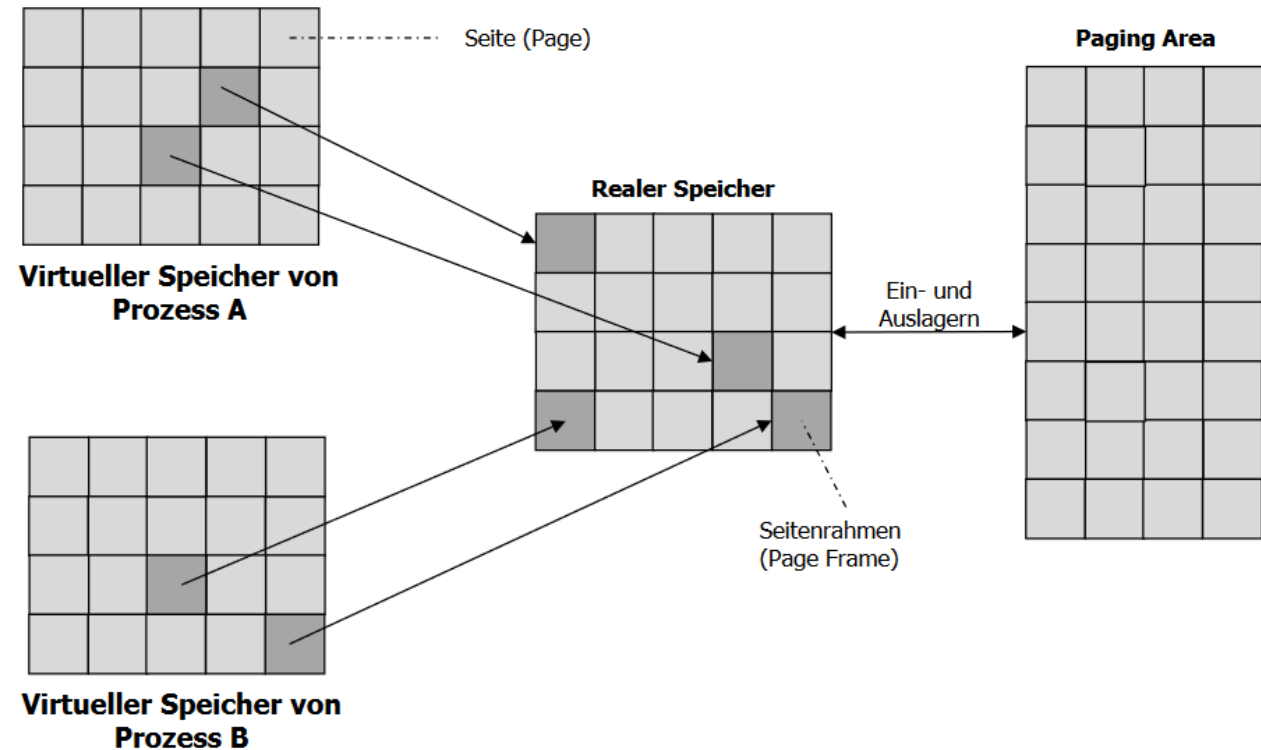 Seite (Page)
Paging Area
Realer Speicher
Virtueller Speicher von
Prozess A
Ein- und
Auslagern
Seitenrahmen
(Page Frame)
Virtueller Speicher von
Prozess B